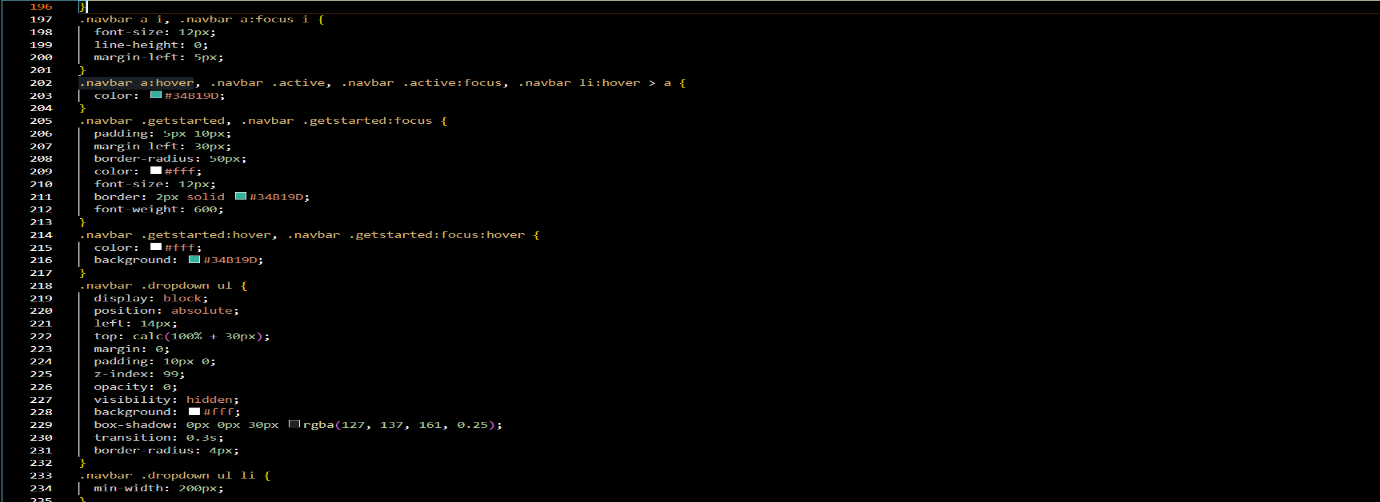 196 }
197 .navbar a i, .navbar a:focus i {
198 font-size: 12px;
199 line-height: 0;
200 margin-left: 5px;
201 }
202 .navbar a:hover, .navbar .active, .navbar .active:focus, .navbar li:hover > a {
203 color: #34B19D;
204 }
205 .navbar .getstarted, .navbar .getstarted:focus {
206 padding: 5px 10px;
207 margin-left: 30px;
208 border-radius: 50px;
209 color: #fff;
210 font-size: 12px;
211 border: 2px solid #34B19D;
212 font-weight: 600;
213 }
214 .navbar .getstarted:hover, .navbar .getstarted:focus:hover {
215 color: #fff;
216 background: #34B19D;
217 }
218 .navbar .dropdown ul {
219 display: block;
220 position: absolute;
221 left: 14px;
222 top: calc(100% + 30px);
223 margin: 0;
224 padding: 10px 0;
225 z-index: 99;
226 opacity: 0;
227 visibility: hidden;
228 background: #fff;
229 box-shadow: 0px 0px 30px rgba(127, 137, 161, 0.25);
230 transition: 0.3s;
231 border-radius: 4px;
232 }
233 .navbar .dropdown ul li {
234 min-width: 200px;
235 }